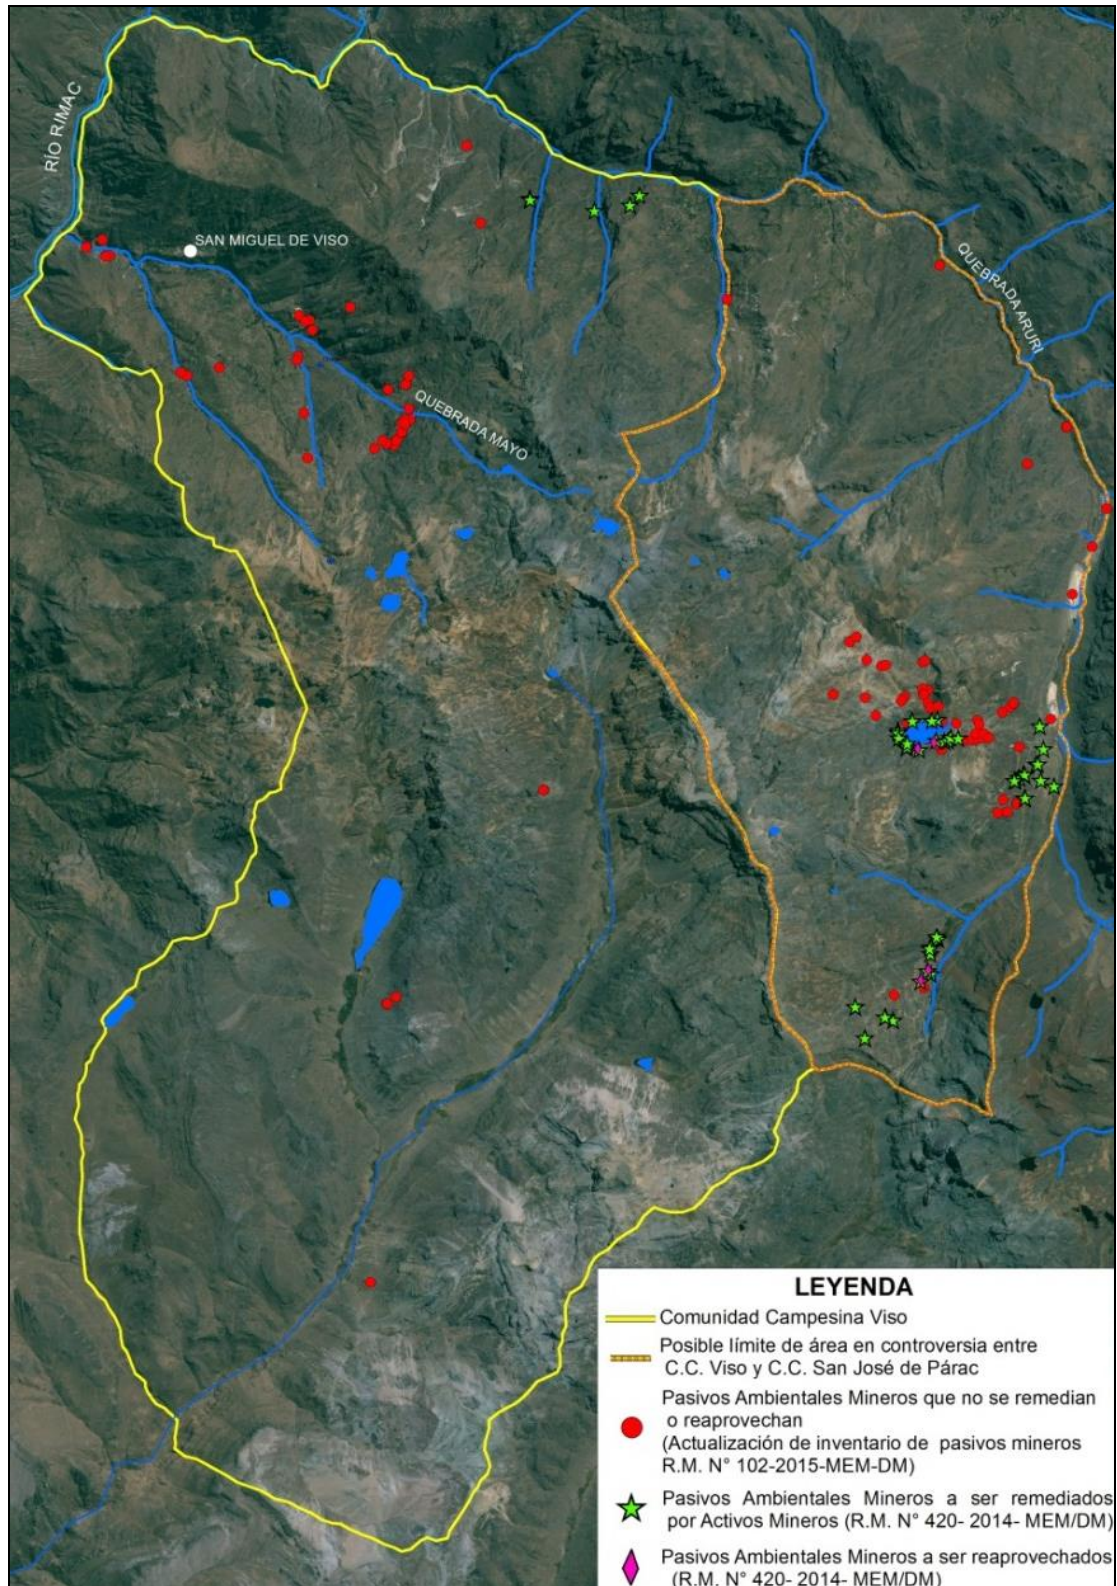 RÍO RIMAC
SAN MIGUEL DE VISO
QUEBRADA ARURI
QUEBRADA MAYO
LEYENDA
Comunidad Campesina Viso
Posible límite de área en controversia entre
C.C. Viso y C.C. San José de Párac
Pasivos Ambientales Mineros que no se remedian
o reaprovechan
(Actualización de inventario de pasivos mineros
R.M. N° 102-2015-MEM-DM)
Pasivos Ambientales Mineros a ser remediados
por Activos Mineros (R.M. N° 420- 2014- MEM/DM)
Pasivos Ambientales Mineros a ser reaprovechados
(R.M. N° 420- 2014- MEM/DM)